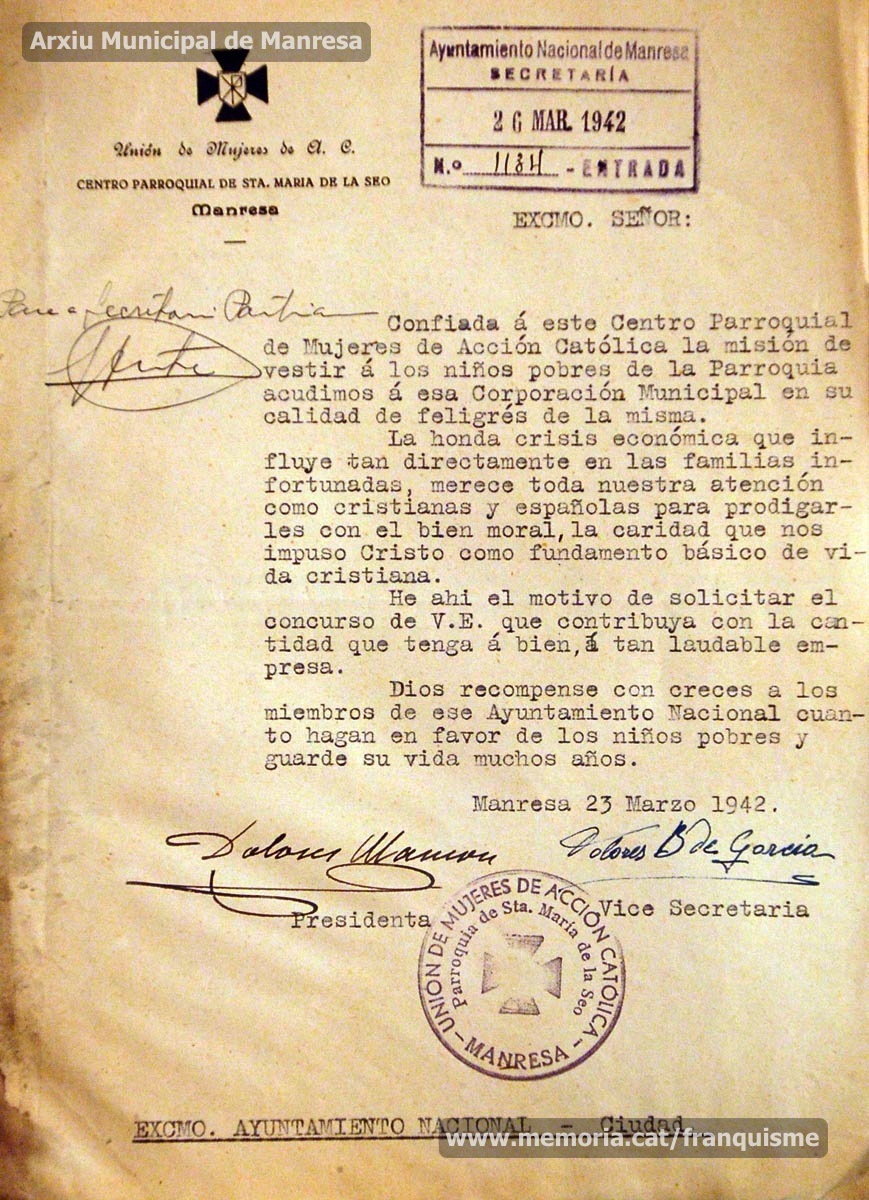 Arxiu Municipal de Manresa
Ayuntamiento Nacional de Manresa
SECRETARÍA
26 MAR. 1942
N.º 1134 - ENTRADA
Unión de Mujeres de A. C.
CENTRO PARROQUIAL DE STA. MARIA DE LA SEO
Manresa
EXCMO. SEÑOR:
Confiada á este Centro Parroquial
de Mujeres de Acción Católica la misión de
vestir á los niños pobres de la Parroquia
acudimos á esa Corporación Municipal en su
calidad de feligrés de la misma.
La honda crisis económica que in-
fluye tan directamente en las familias in-
fortunadas, merece toda nuestra atención
como cristianas y españolas para prodigar-
les con el bien moral, la caridad que nos
impuso Cristo como fundamento básico de vi-
da cristiana.
He ahi el motivo de solicitar el
concurso de V.E. que contribuya con la can-
tidad que tenga á bien, á tan laudable em-
presa.
Dios recompense con creces a los
miembros de ese Ayuntamiento Nacional cuan-
to hagan en favor de los niños pobres y
guarde su vida muchos años.
Manresa 23 Marzo 1942.
Dolores B de Garcia
Dolores
Presidenta
Vice Secretaria
UNIÓN DE MUJERES DE ACCIÓN CATÓLICA
Parroquia de Sta. María de la Seo
- MANRESA -
EXCMO. AYUNTAMIENTO NACIONAL - Ciudad
www.memoria.cat/franquisme